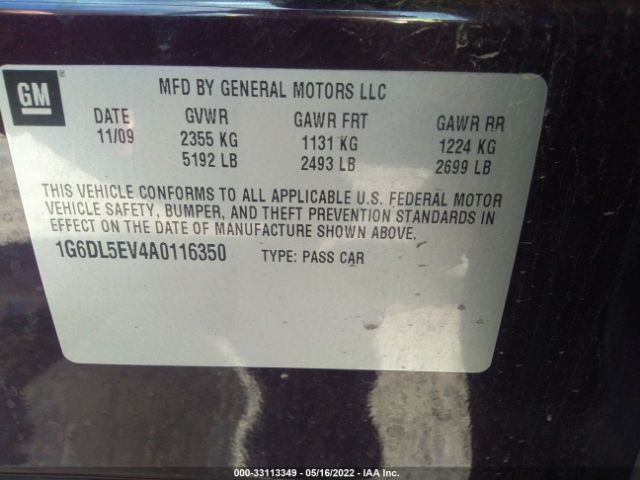 GM
MFD BY GENERAL MOTORS LLC
DATE GVWR GAWR FRT GAWR RR
11/09 2355 KG 1131 KG 1224 KG
5192 LB 2493 LB 2699 LB
THIS VEHICLE CONFORMS TO ALL APPLICABLE U.S. FEDERAL MOTOR
VEHICLE SAFETY, BUMPER, AND THEFT PREVENTION STANDARDS IN
EFFECT ON THE DATE OF MANUFACTURE SHOWN ABOVE.
1G6DL5EV4A0116350 TYPE: PASS CAR
000-33113349 - 05/16/2022 - IAA Inc.